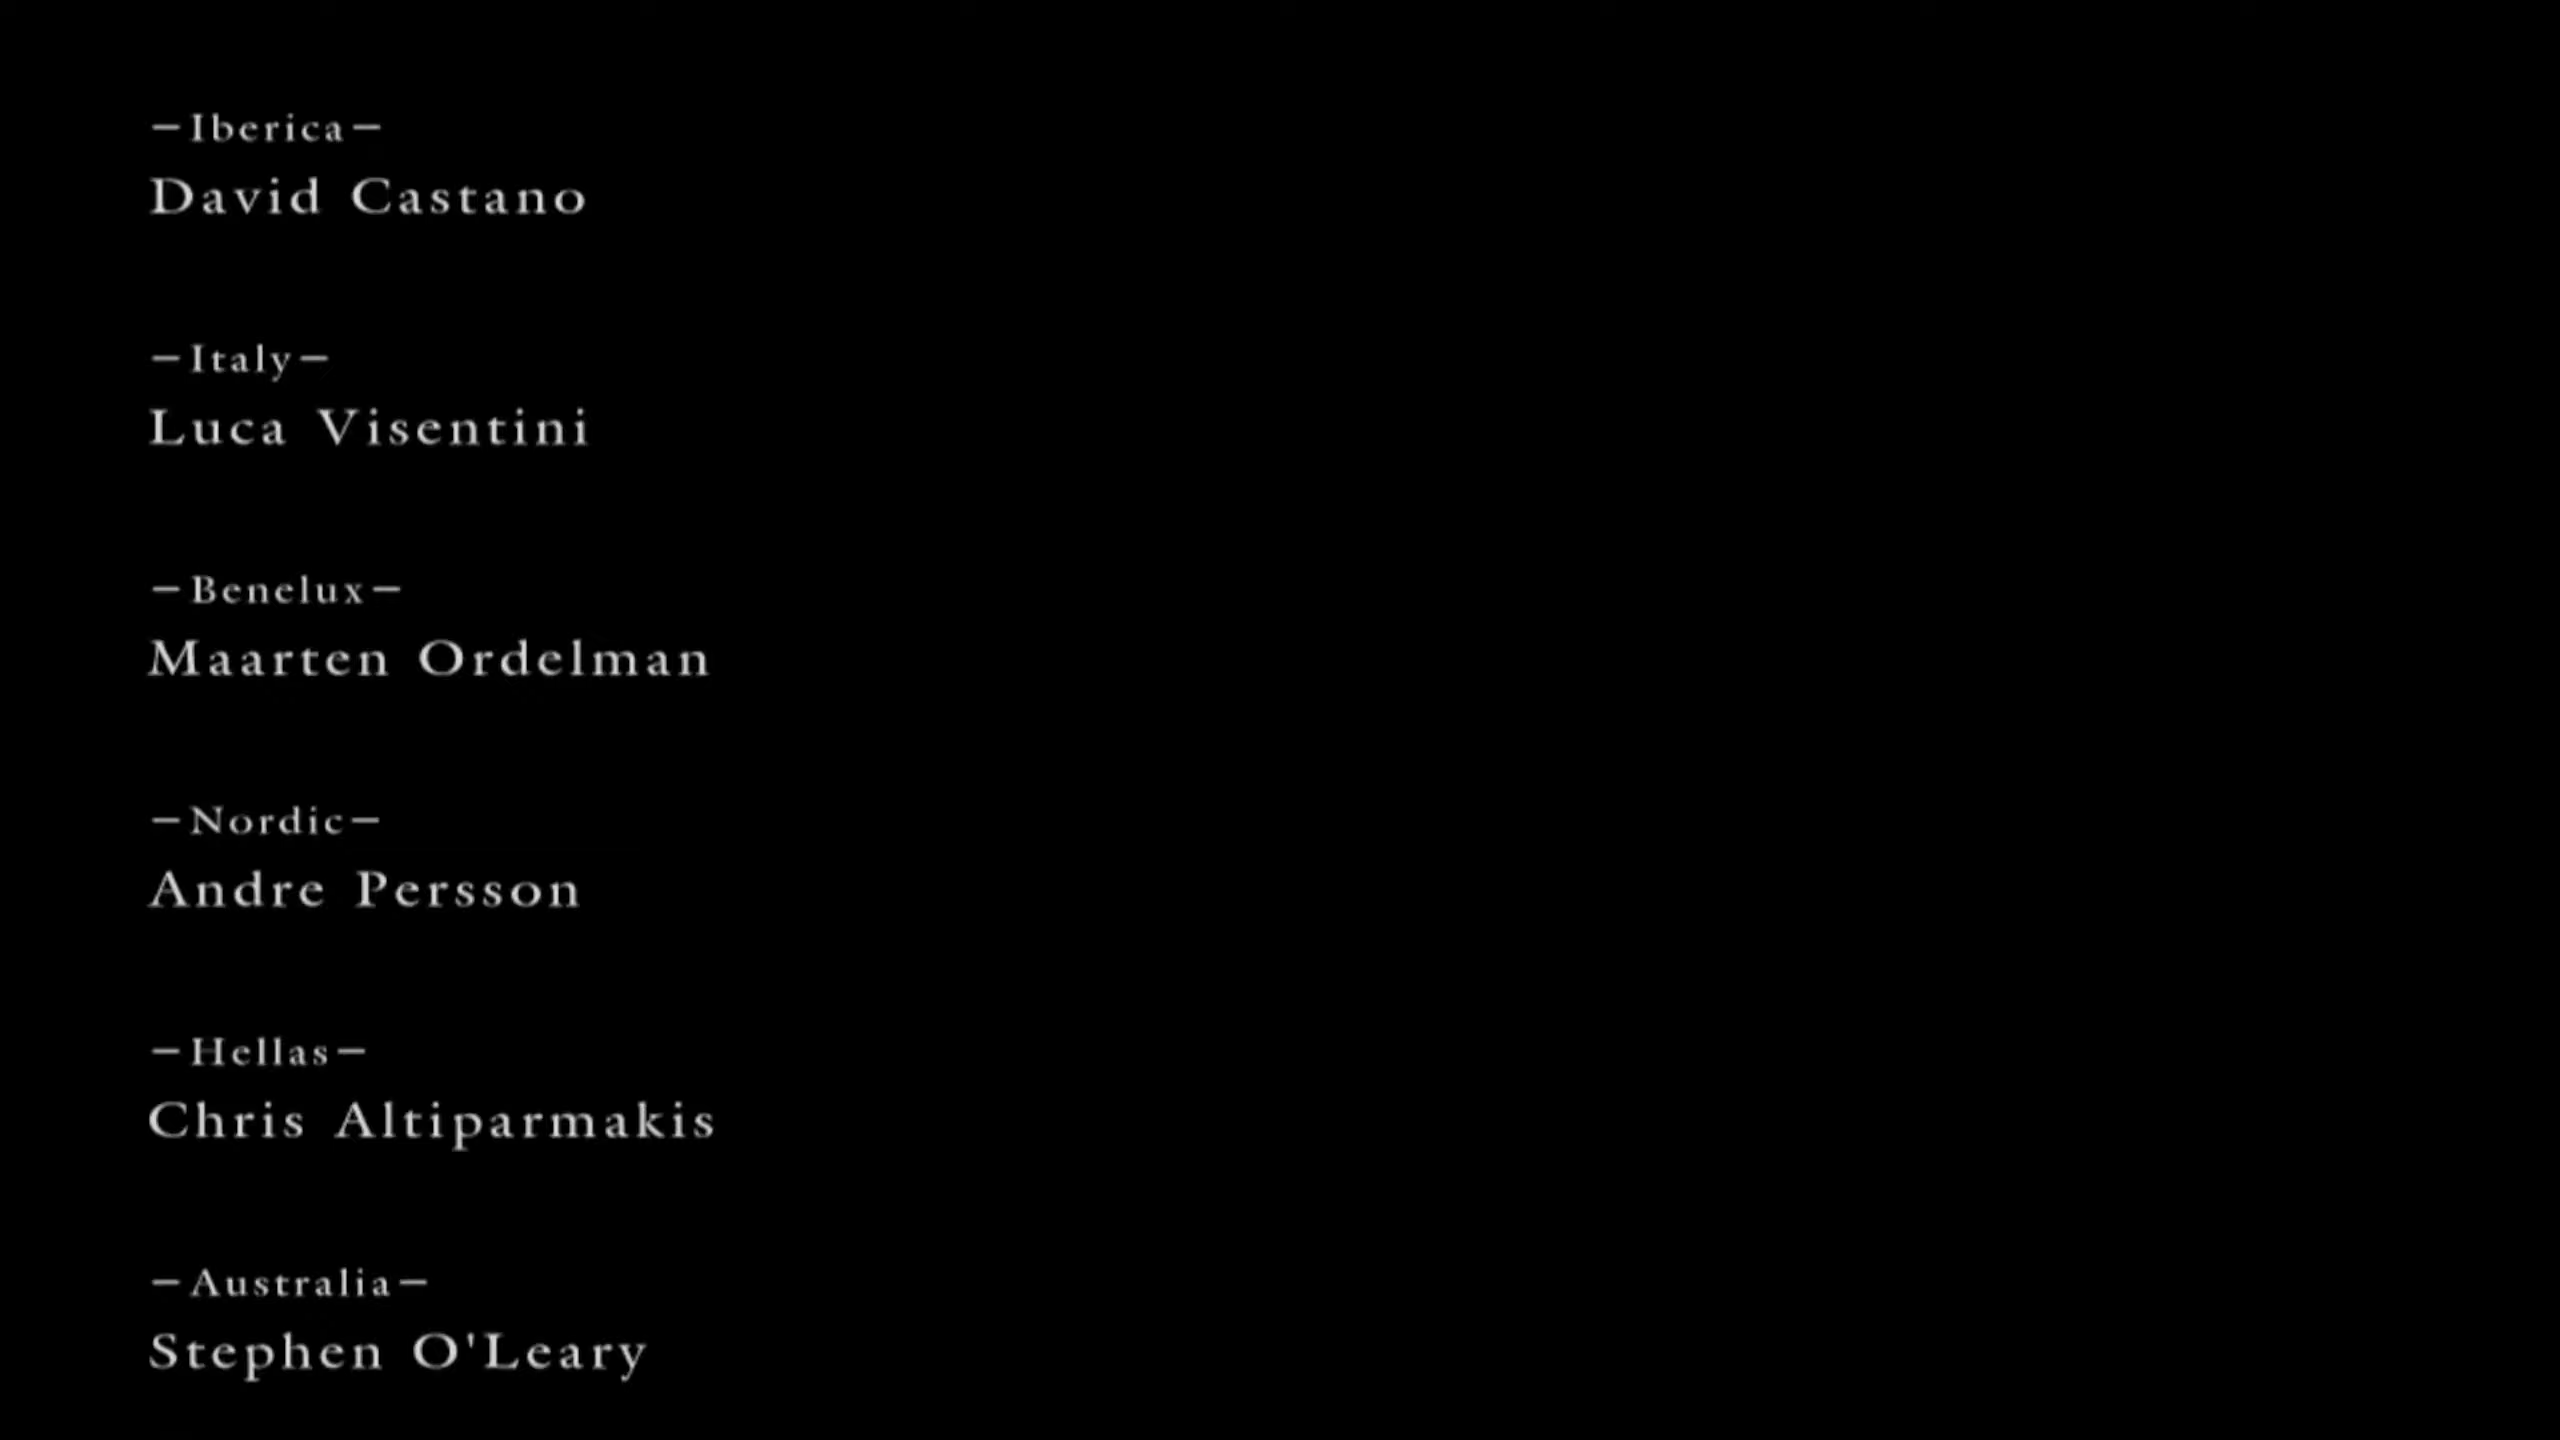 —Iberica—
David Castano
—Italy—
Luca Visentini
—Benelux—
Maarten Ordelman
—Nordic—
Andre Persson
—Hellas—
Chris Altiparmakis
—Australia—
Stephen O'Leary